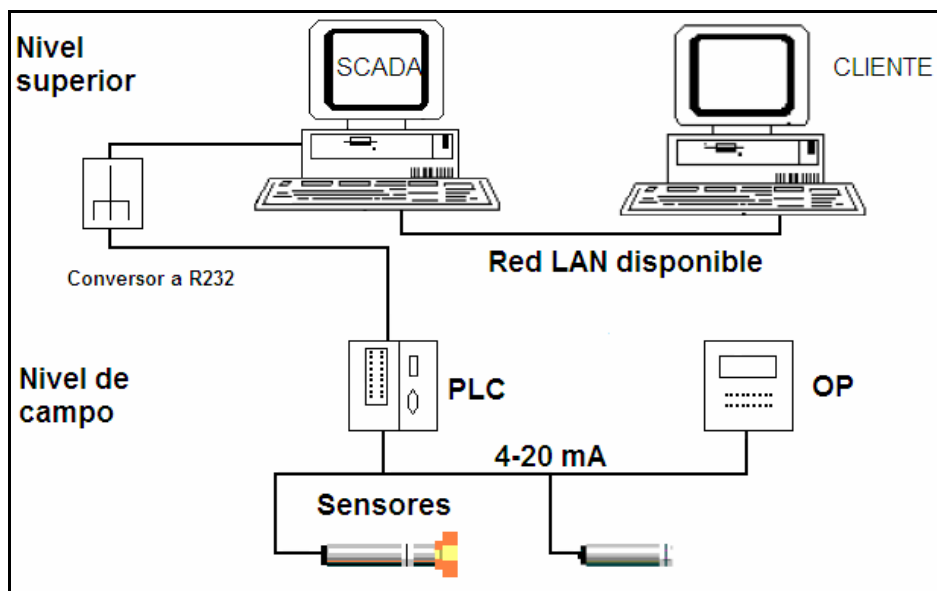 Nivel
superior
SCADA
CLIENTE
Red LAN disponible
Conversor a R232
Nivel de
campo
PLC
OP
4-20 mA
Sensores